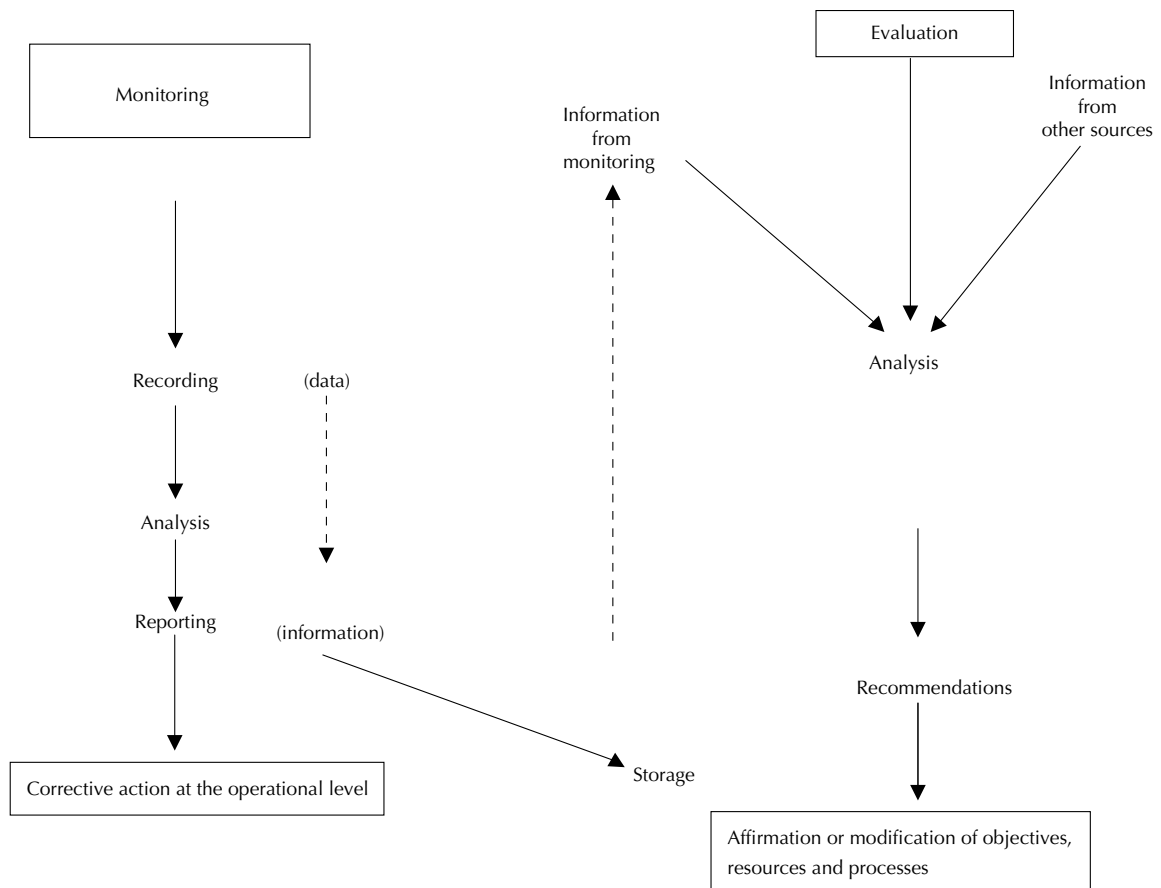 Monitoring
Recording
(data)
Analysis
Reporting
(information)
Corrective action at the operational level
Storage
Information
from
monitoring
Evaluation
Information
from
other sources
Analysis
Recommendations
Affirmation or modification of objectives,
resources and processes